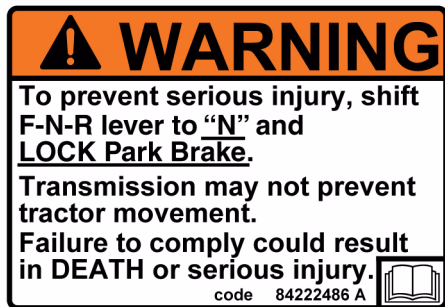 WARNING
To prevent serious injury, shift
F-N-R lever to “N” and
LOCK Park Brake.
Transmission may not prevent
tractor movement.
Failure to comply could result
in DEATH or serious injury.
code 84222486 A